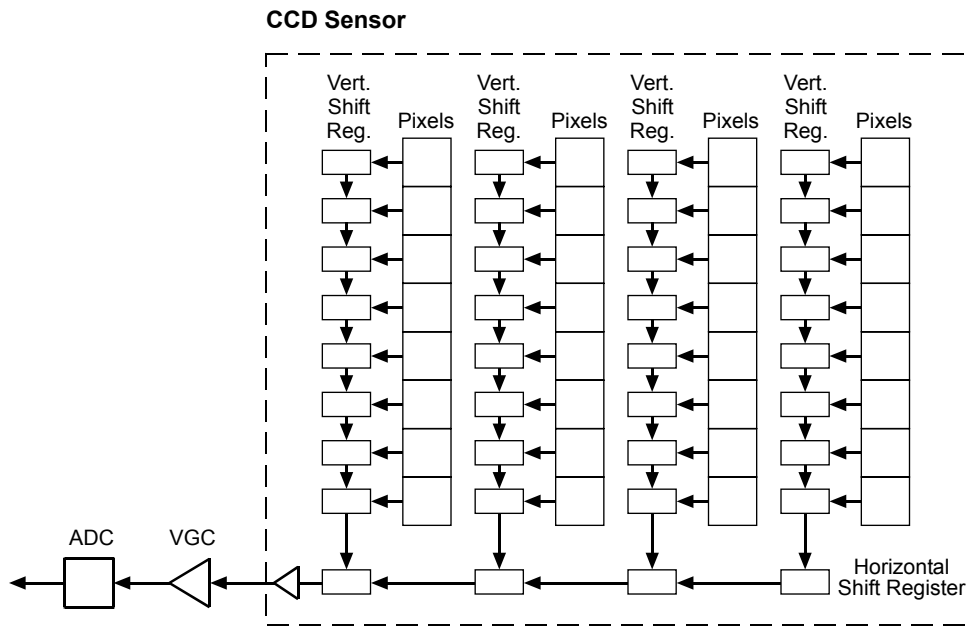 CCD Sensor
Vert.
Shift
Reg.
Pixels
Vert.
Shift
Reg.
Pixels
Vert.
Shift
Reg.
Pixels
Vert.
Shift
Reg.
Pixels
ADC
VGC
Horizontal
Shift Register